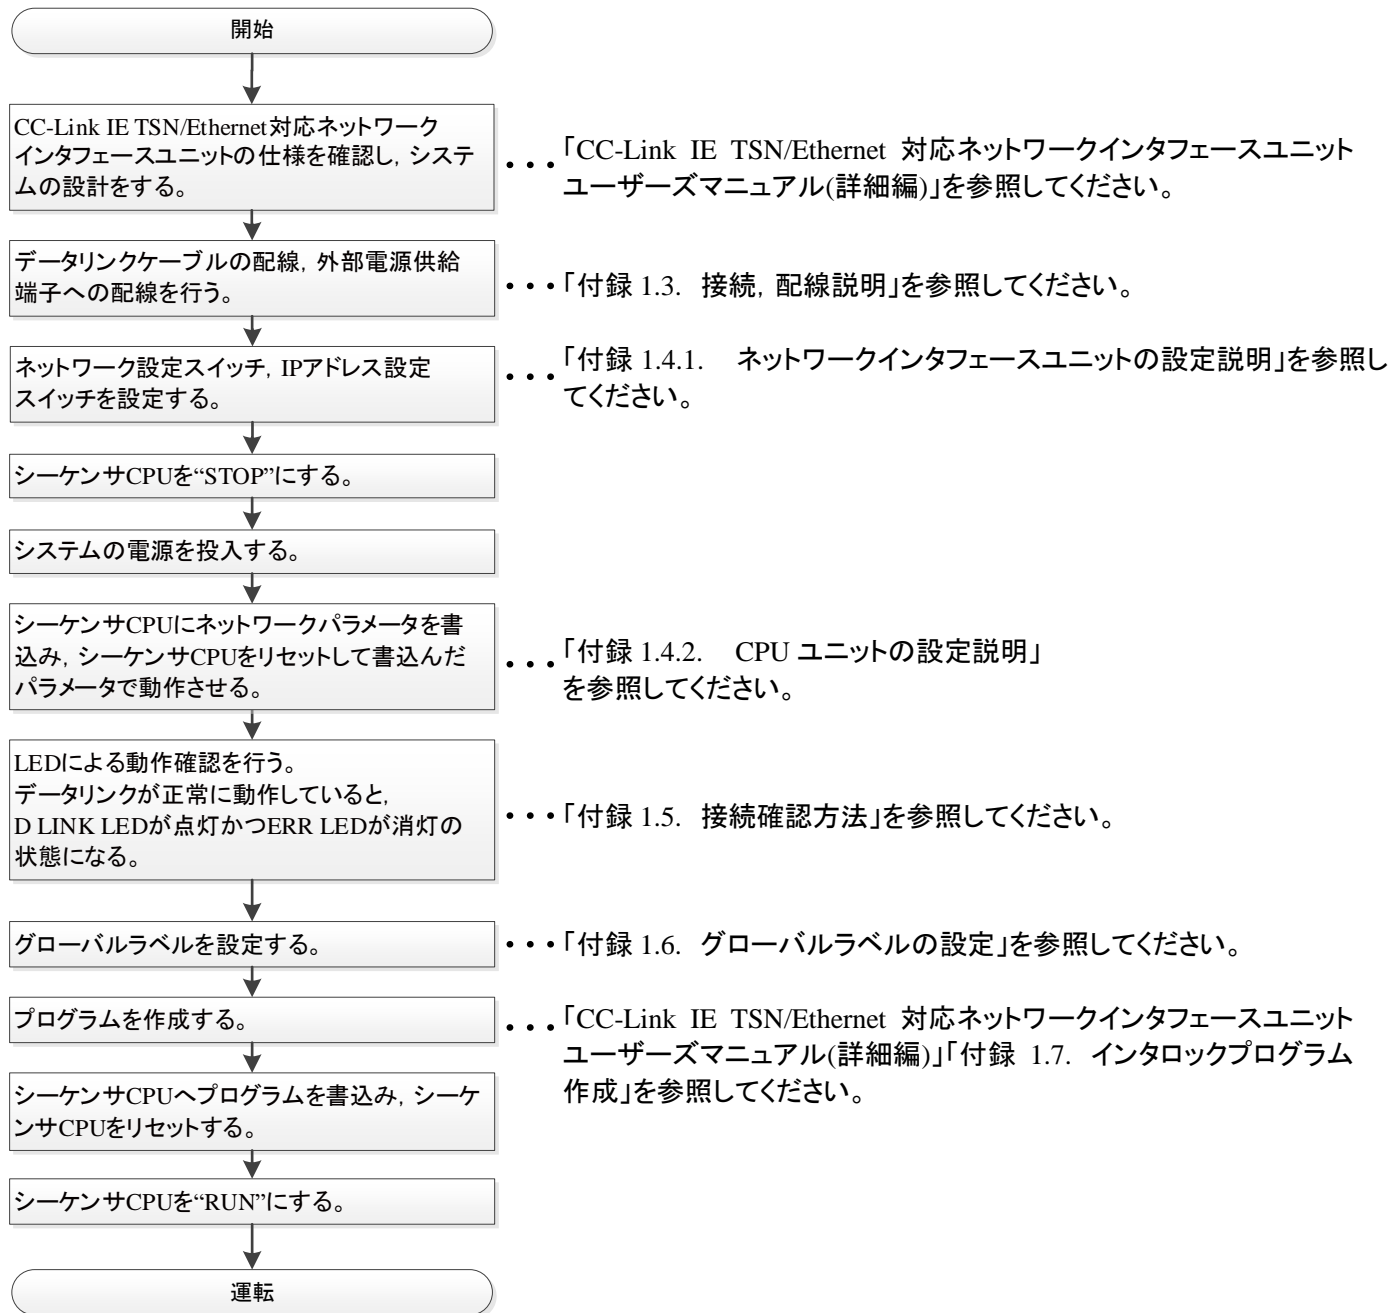 開始
CC-Link IE TSN/Ethernet対応ネットワーク
インタフェースユニットの仕様を確認し，システ
ムの設計をする。
・・・「CC-Link IE TSN/Ethernet 対応ネットワークインタフェースユニット
ユーザーズマニュアル(詳細編)」を参照してください。
データリンクケーブルの配線，外部電源供給
端子への配線を行う。
・・・「付録 1.3. 接続，配線説明」を参照してください。
ネットワーク設定スイッチ，IPアドレス設定
スイッチを設定する。
・・・「付録 1.4.1. ネットワークインタフェースユニットの設定説明」を参照し
てください。
シーケンサCPUを“STOP”にする。
システムの電源を投入する。
シーケンサCPUにネットワークパラメータを書
込み，シーケンサCPUをリセットして書込んだ
パラメータで動作させる。
・・・「付録 1.4.2. CPU ユニットの設定説明」
を参照してください。
LEDによる動作確認を行う。
データリンクが正常に動作していると，
D LINK LEDが点灯かつERR LEDが消灯の
状態になる。
・・・「付録 1.5. 接続確認方法」を参照してください。
グローバルラベルを設定する。
・・・「付録 1.6. グローバルラベルの設定」を参照してください。
プログラムを作成する。
・・・「CC-Link IE TSN/Ethernet 対応ネットワークインタフェースユニット
ユーザーズマニュアル(詳細編)」「付録 1.7. インタロックプログラム
作成」を参照してください。
シーケンサCPUへプログラムを書込み，シーケ
ンサCPUをリセットする。
シーケンサCPUを“RUN”にする。
運転